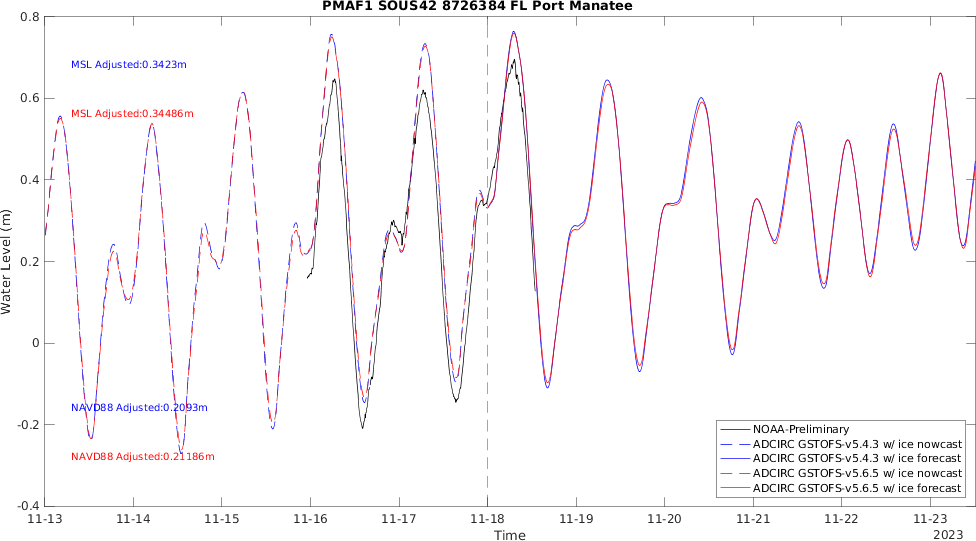 PMAF1 SOUS42 8726384 FL Port Manatee
0.8
0.6
0.4
0.2
0
-0.2
-0.4
Water Level (m)
MSL Adjusted:0.3423m
MSL Adjusted:0.34486m
NAVD88 Adjusted:0.2093m
NAVD88 Adjusted:0.21186m
NOAA-Preliminary
ADCIRC GSTOFS-v5.4.3 w/ ice nowcast
ADCIRC GSTOFS-v5.4.3 w/ ice forecast
ADCIRC GSTOFS-v5.6.5 w/ ice nowcast
ADCIRC GSTOFS-v5.6.5 w/ ice forecast
11-13 11-14 11-15 11-16 11-17 11-18 11-19 11-20 11-21 11-22 11-23
Time
2023